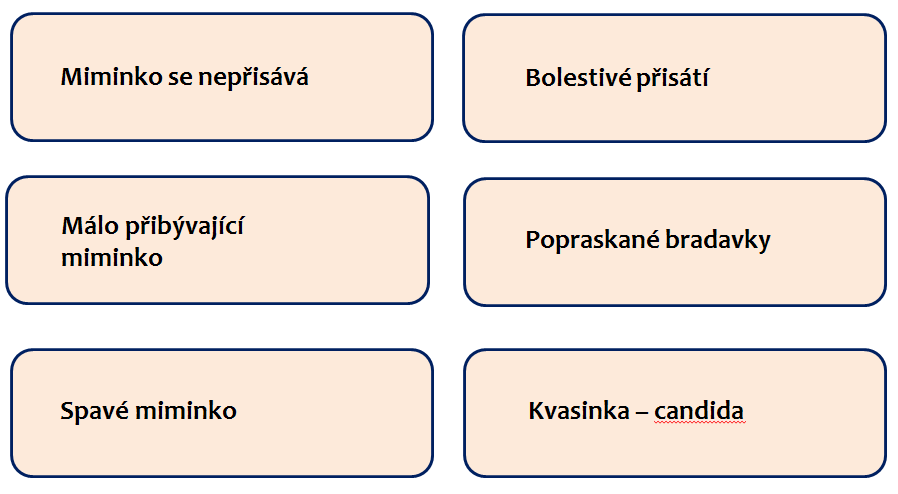 Miminko se nepřisává
Bolestivé přisátí
Málo přibývající
miminko
Popraskané bradavky
Spavé miminko
Kvasinka – candida